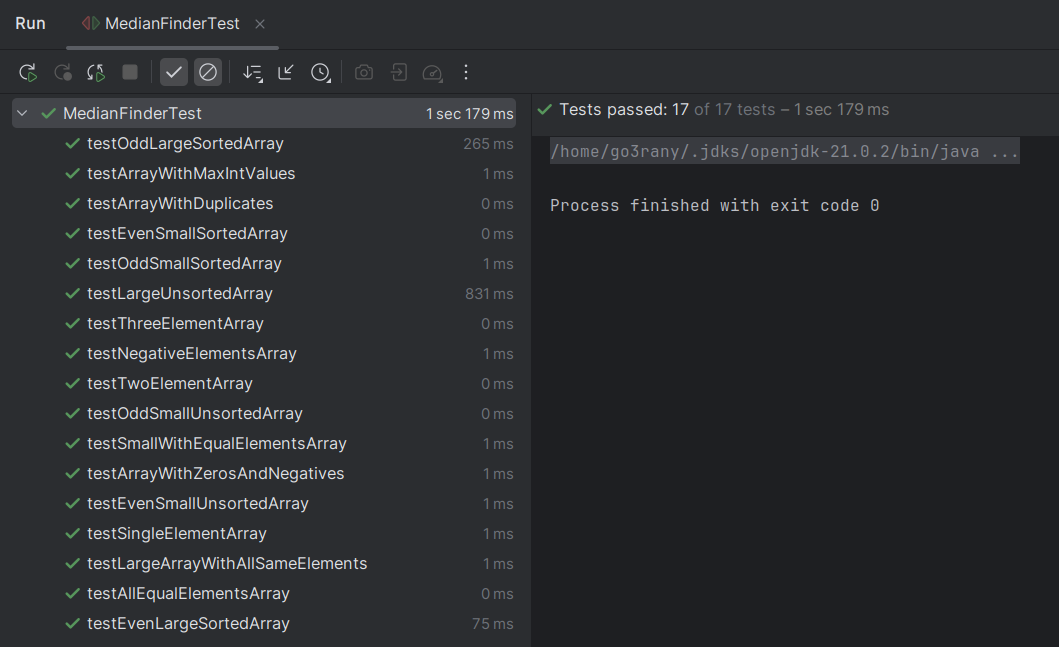 Run MedianFinderTest
MedianFinderTest 1 sec 179 ms
testOddLargeSortedArray 265 ms
testArrayWithMaxIntValues 1 ms
testArrayWithDuplicates 0 ms
testEvenSmallSortedArray 0 ms
testOddSmallSortedArray 1 ms
testLargeUnsortedArray 831 ms
testThreeElementArray 0 ms
testNegativeElementsArray 1 ms
testTwoElementArray 0 ms
testOddSmallUnsortedArray 0 ms
testSmallWithEqualElementsArray 1 ms
testArrayWithZerosAndNegatives 1 ms
testEvenSmallUnsortedArray 1 ms
testSingleElementArray 1 ms
testLargeArrayWithAllSameElements 1 ms
testAllEqualElementsArray 0 ms
testEvenLargeSortedArray 75 ms
Tests passed: 17 of 17 tests – 1 sec 179 ms
/home/go3rany/.jdks/openjdk-21.0.2/bin/java ...
Process finished with exit code 0